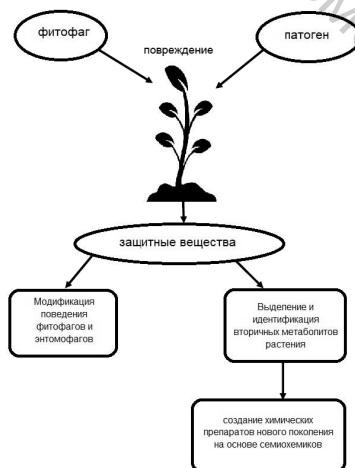 фитофаг
патоген
повреждение
защитные вещества
Модификация
поведения
фитофагов и
энтомофагов
Выделение и
идентификация
вторичных метаболитов
растения
создание химических
препаратов нового поколения
на основе семиохемиков